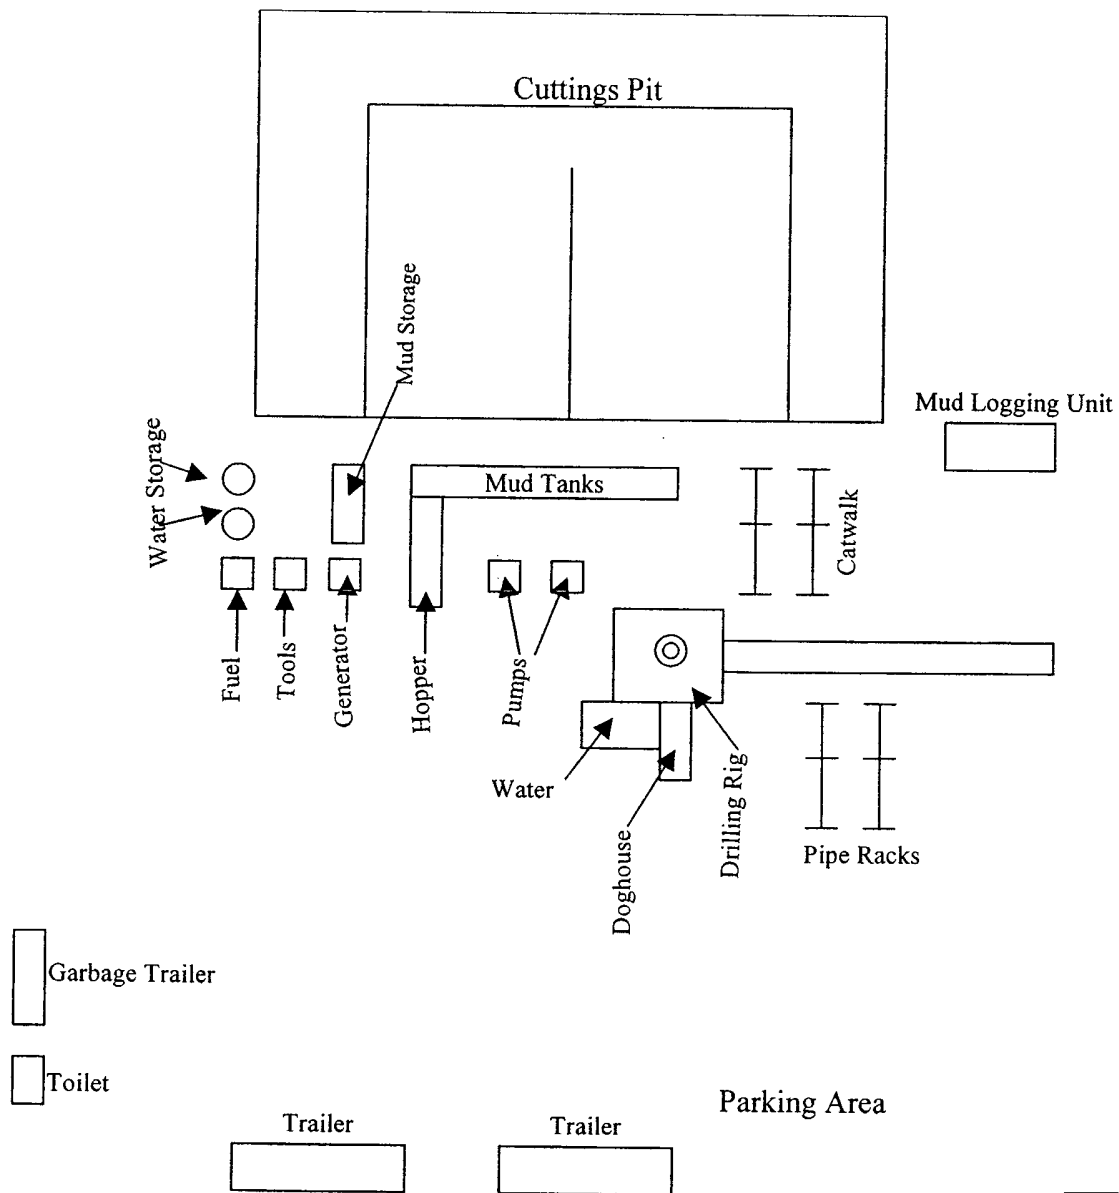 Cuttings Pit
Mud Storage
Mud Logging Unit
Water Storage
Mud Tanks
Catwalk
Fuel
Tools
Generator
Hopper
Pumps
Water
Doghouse
Drilling Rig
Pipe Racks
Garbage Trailer
Toilet
Parking Area
Trailer
Trailer